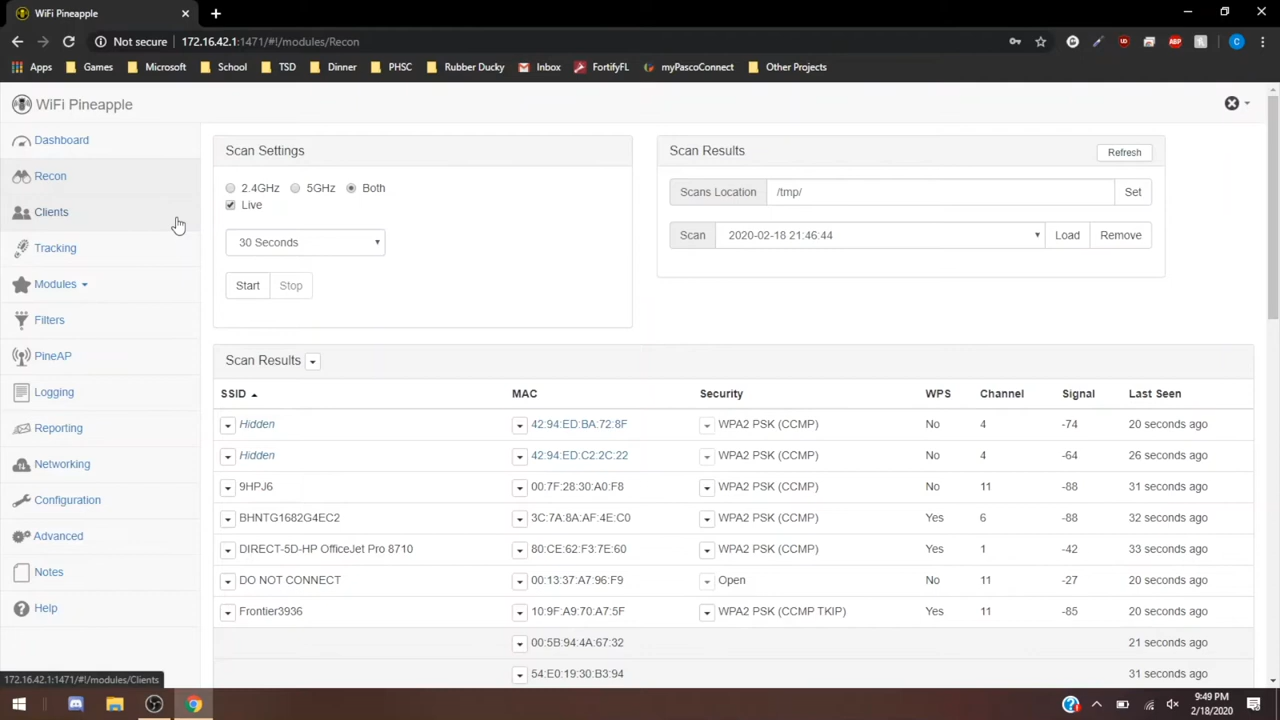 WiFi Pineapple
Not secure 172.16.42.1:1471/#!/modules/Recon
Apps Games Microsoft School TSD Dinner PHSC Rubber Ducky Inbox FortifyFL myPascoConnect Other Projects
WiFi Pineapple
Dashboard
Recon
Clients
Tracking
Modules
Filters
PineAP
Logging
Reporting
Networking
Configuration
Advanced
Notes
Help
Scan Settings
2.4GHz 5GHz Both
Live
30 Seconds
Start Stop
Scan Results Refresh
Scans Location /tmp/ Set
Scan 2020-02-18 21:46:44 Load Remove
Scan Results
SSID MAC Security WPS Channel Signal Last Seen
Hidden 42:94:ED:BA:72:8F WPA2 PSK (CCMP) No 4 -74 20 seconds ago
Hidden 42:94:ED:C2:2C:22 WPA2 PSK (CCMP) No 4 -64 26 seconds ago
9HPJ6 00:7F:28:30:A0:F8 WPA2 PSK (CCMP) No 11 -88 31 seconds ago
BHNTG1682G4EC2 3C:7A:8A:AF:4E:C0 WPA2 PSK (CCMP) Yes 6 -88 32 seconds ago
DIRECT-5D-HP OfficeJet Pro 8710 80:CE:62:F3:7E:60 WPA2 PSK (CCMP) Yes 1 -42 33 seconds ago
DO NOT CONNECT 00:13:37:A7:96:F9 Open No 11 -27 20 seconds ago
Frontier3936 10:9F:A9:70:A7:5F WPA2 PSK (CCMP TKIP) Yes 11 -85 20 seconds ago
00:5B:94:4A:67:32 21 seconds ago
54:E0:19:30:B3:94 31 seconds ago
172.16.42.1:1471/#!/modules/Clients
9:49 PM
2/18/2020